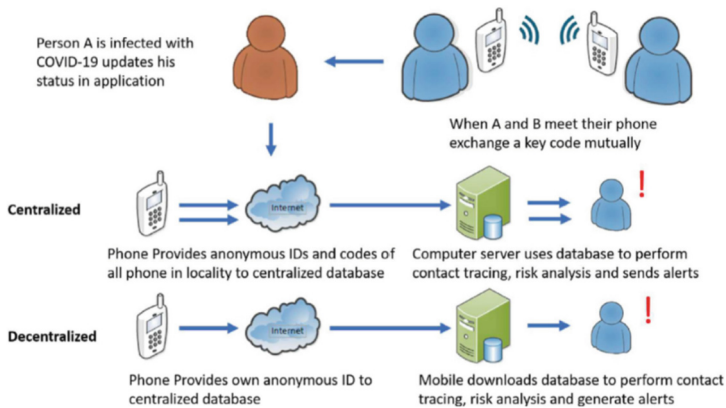 Person A is infected with
COVID-19 updates his
status in application
When A and B meet their phone
exchange a key code mutually
Centralized
Internet
!
Phone Provides anonymous IDs and codes of
all phone in locality to centralized database
Computer server uses database to perform
contact tracing, risk analysis and sends alerts
Decentralized
Internet
!
Phone Provides own anonymous ID to
centralized database
Mobile downloads database to perform contact
tracing, risk analysis and generate alerts